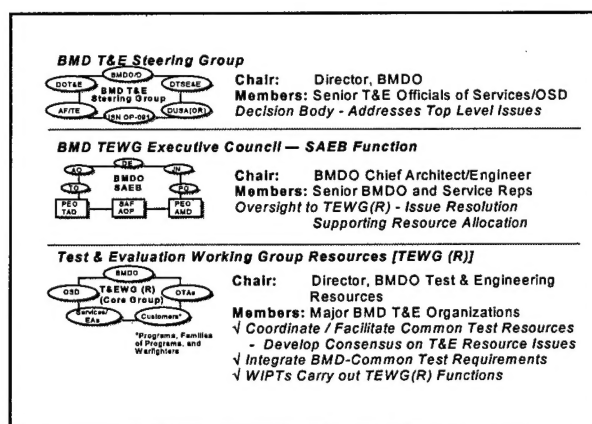 BMD T&E Steering Group
BMDO/D
DOT&E
DTSE&E
BMD T&E
Steering Group
AF/TE
DUSA(OR)
ISN OP-091
Chair: Director, BMDO
Members: Senior T&E Officials of Services/OSD
Decision Body - Addresses Top Level Issues
BMD TEWG Executive Council — SAEB Function
DE
AQ
IN
BMDO
SAEB
TO
PO
PEO
TAD
SAF
AQP
PEO
AMD
Chair: BMDO Chief Architect/Engineer
Members: Senior BMDO and Service Reps
Oversight to TEWG(R) - Issue Resolution
Supporting Resource Allocation
Test & Evaluation Working Group Resources [TEWG (R)]
BMDO
OSD
T&EWG (R)
(Core Group)
OTAs
Services/
EAs
Customers*
*Programs, Families
of Programs, and
Warfighters
Chair: Director, BMDO Test & Engineering
Resources
Members: Major BMD T&E Organizations
√ Coordinate / Facilitate Common Test Resources
- Develop Consensus on T&E Resource Issues
√ Integrate BMD-Common Test Requirements
√ WIPTs Carry out TEWG(R) Functions